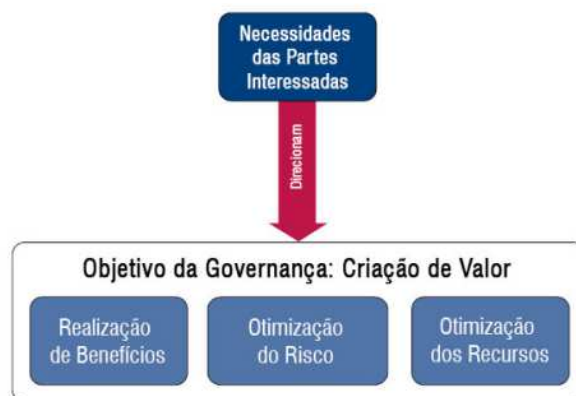 Necessidades
das Partes
Interessadas
Direcionam
Objetivo da Governança: Criação de Valor
Realização
de Benefícios
Otimização
do Risco
Otimização
dos Recursos